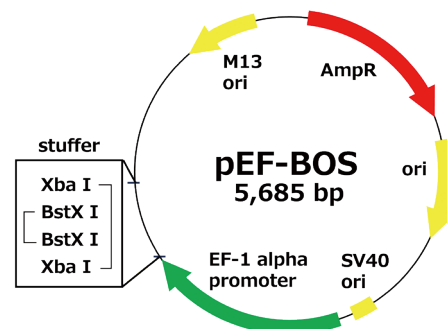 M13
ori
AmpR
stuffer
Xba I
BstX I
BstX I
Xba I
pEF-BOS
5,685 bp
ori
EF-1 alpha
promoter
SV40
ori